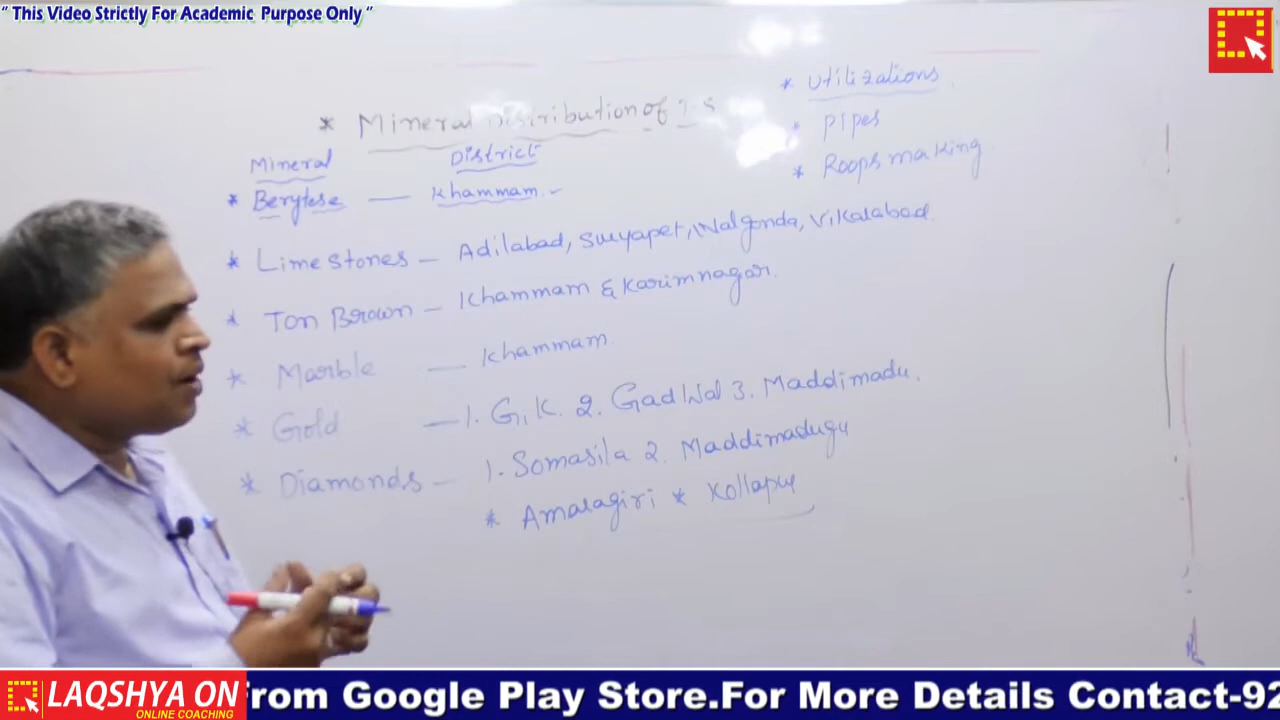 " This Video Strictly For Academic Purpose Only "
* Utilizations
* Mineral Distribution of T.S
* Pipes
Mineral District
* Roops making
* Berytese — Khammam
* Lime stones – Adilabad, Suryapet, Nalgonda, Vikarabad
* Ton Brown – Khammam & Karimnagar.
* Marble — Khammam.
* Gold — 1. G.K. 2. Gadwal 3. Maddimadu.
* Diamonds – 1. Somasila 2. Maddimadugu
* Amaragiri * Kollapur
LAQSHYA ON
ONLINE COACHING
From Google Play Store.For More Details Contact-92